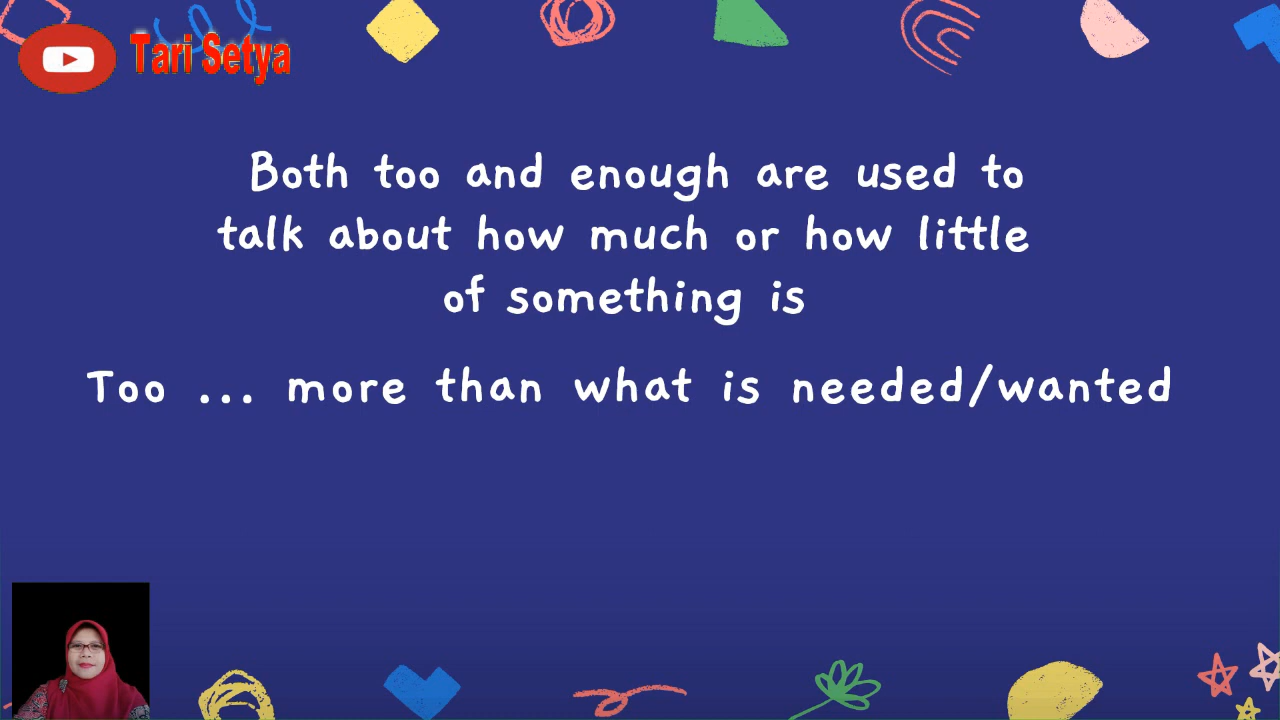 Tari Setya
Both too and enough are used to
talk about how much or how little
of something is
Too ... more than what is needed/wanted